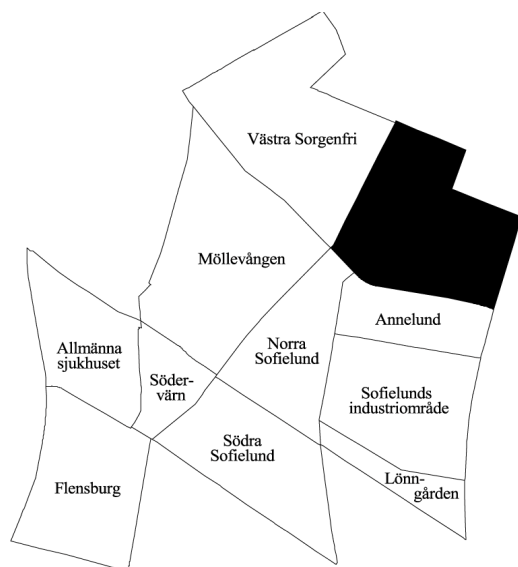 Västra Sorgenfri
Möllevången
Annelund
Norra
Sofielund
Allmänna
sjukhuset
Söder-
värn
Sofielunds
industriområde
Södra
Sofielund
Lönn-
gården
Flensburg